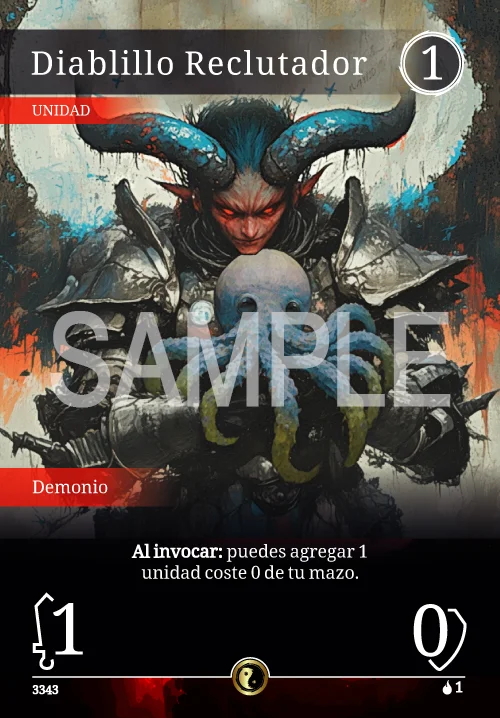 Diablillo Reclutador
1
UNIDAD
SAMPLE
Demonio
Al invocar: puedes agregar 1
unidad coste 0 de tu mazo.
1
0
3343
1